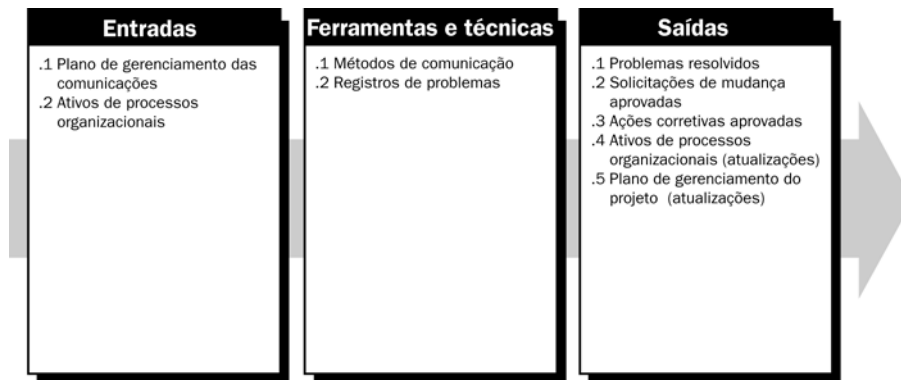 Entradas
.1 Plano de gerenciamento das
comunicações
.2 Ativos de processos
organizacionais
Ferramentas e técnicas
.1 Métodos de comunicação
.2 Registros de problemas
Saídas
.1 Problemas resolvidos
.2 Solicitações de mudança
aprovadas
.3 Ações corretivas aprovadas
.4 Ativos de processos
organizacionais (atualizações)
.5 Plano de gerenciamento do
projeto (atualizações)